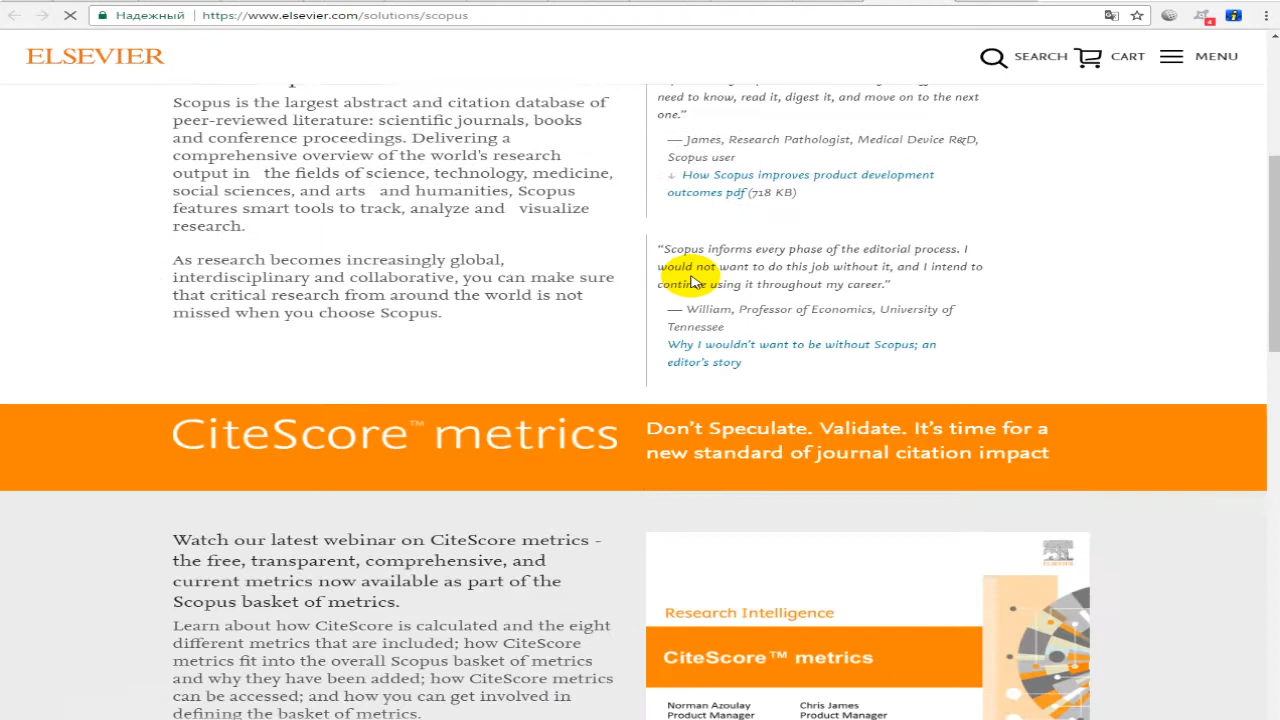 Надежный https://www.elsevier.com/solutions/scopus
4
ELSEVIER
SEARCH CART MENU
Scopus is the largest abstract and citation database of
peer-reviewed literature: scientific journals, books
and conference proceedings. Delivering a
comprehensive overview of the world's research
output in the fields of science, technology, medicine,
social sciences, and arts and humanities, Scopus
features smart tools to track, analyze and visualize
research.
As research becomes increasingly global,
interdisciplinary and collaborative, you can make sure
that critical research from around the world is not
missed when you choose Scopus.
need to know, read it, digest it, and move on to the next
one.”
— James, Research Pathologist, Medical Device R&D,
Scopus user
↓ How Scopus improves product development
outcomes pdf (718 KB)
“Scopus informs every phase of the editorial process. I
would not want to do this job without it, and I intend to
continue using it throughout my career.”
— William, Professor of Economics, University of
Tennessee
Why I wouldn’t want to be without Scopus; an
editor’s story
CiteScore™ metrics
Don’t Speculate. Validate. It’s time for a
new standard of journal citation impact
Watch our latest webinar on CiteScore metrics -
the free, transparent, comprehensive, and
current metrics now available as part of the
Scopus basket of metrics.
Learn about how CiteScore is calculated and the eight
different metrics that are included; how CiteScore
metrics fit into the overall Scopus basket of metrics
and why they have been added; how CiteScore metrics
can be accessed; and how you can get involved in
defining the basket of metrics.
ELSEVIER
Research Intelligence
CiteScore™ metrics
Norman Azoulay
Product Manager
Chris James
Product Manager